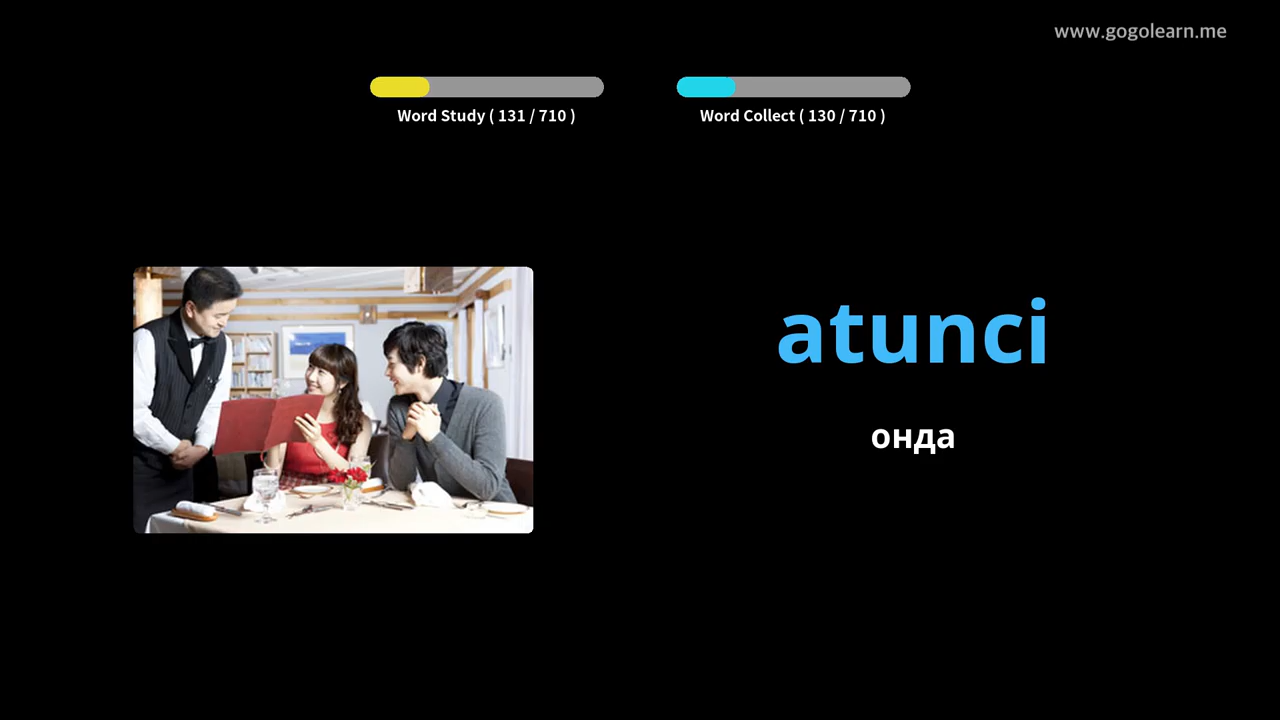 www.gogolearn.me
Word Study ( 131 / 710 )
Word Collect ( 130 / 710 )
atunci
онда